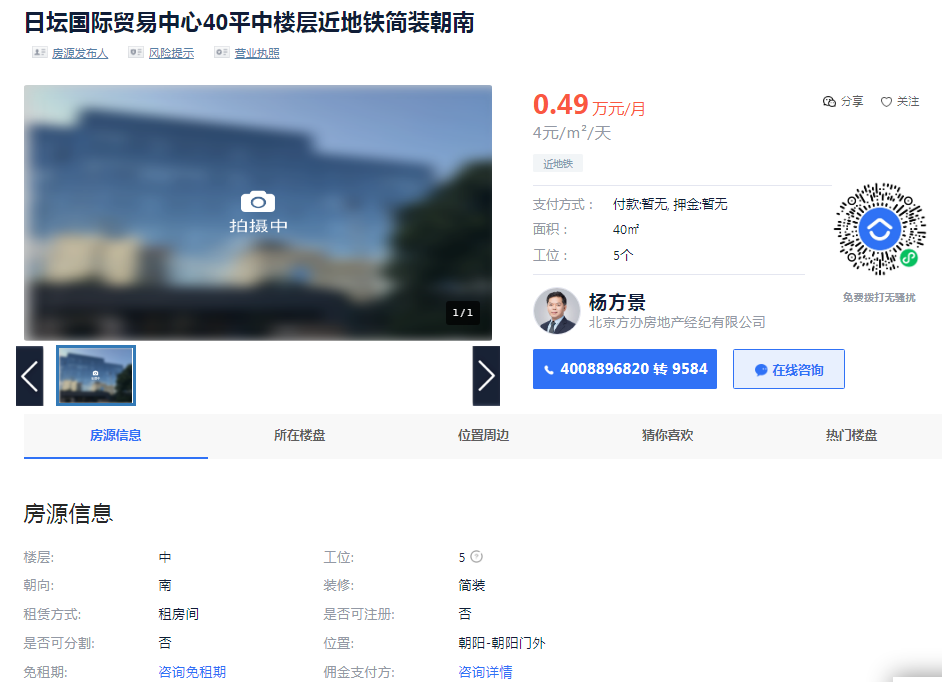 日坛国际贸易中心40平中楼层近地铁简装朝南
房源发布人 风险提示 营业执照
拍摄中
1/1
0.49 万元/月
分享 关注
4元/m²/天
近地铁
支付方式： 付款:暂无, 押金:暂无
面积： 40㎡
工位： 5个
免费拨打无骚扰
杨方景
北京方办房地产经纪有限公司
4008896820 转 9584
在线咨询
房源信息 所在楼盘 位置周边 猜你喜欢 热门楼盘
房源信息
楼层: 中 工位: 5
朝向: 南 装修: 简装
租赁方式: 租房间 是否可注册: 否
是否可分割: 否 位置: 朝阳-朝阳门外
免租期: 咨询免租期 佣金支付方: 咨询详情